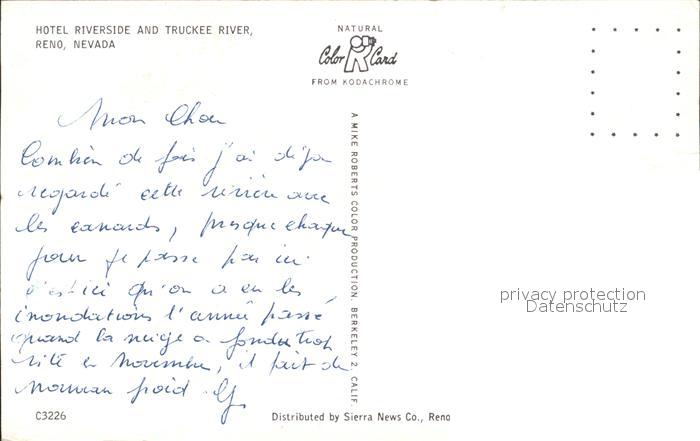 HOTEL RIVERSIDE AND TRUCKEE RIVER,
RENO, NEVADA
NATURAL
Color Card
FROM KODACHROME
Mon Chou
Combien de fois j'ai déja
regardé cette rivière avec
les canards, presque chaque
jour je passe par ici
c'est ici qu'on a eu les
inondations l'année passé
quand la neige a fondu trop
vite en Novembre, il fait de
nouveau froid.
A MIKE ROBERTS COLOR PRODUCTION, BERKELEY 2, CALIF.
privacy protection
Datenschutz
C3226
Distributed by Sierra News Co., Reno